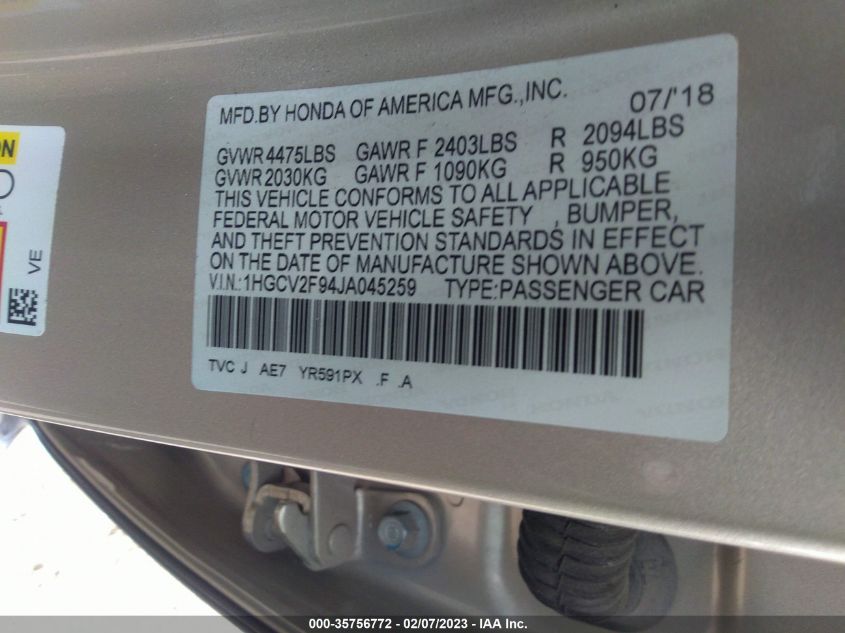 MFD.BY HONDA OF AMERICA MFG.,INC. 07/'18
GVWR 4475LBS GAWR F 2403LBS R 2094LBS
GVWR 2030KG GAWR F 1090KG R 950KG
THIS VEHICLE CONFORMS TO ALL APPLICABLE
FEDERAL MOTOR VEHICLE SAFETY , BUMPER,
AND THEFT PREVENTION STANDARDS IN EFFECT
ON THE DATE OF MANUFACTURE SHOWN ABOVE.
V.I.N.:1HGCV2F94JA045259 TYPE:PASSENGER CAR
TVC J AE7 YR591PX .F .A
VE
000-35756772 — 02/07/2023 — IAA Inc.